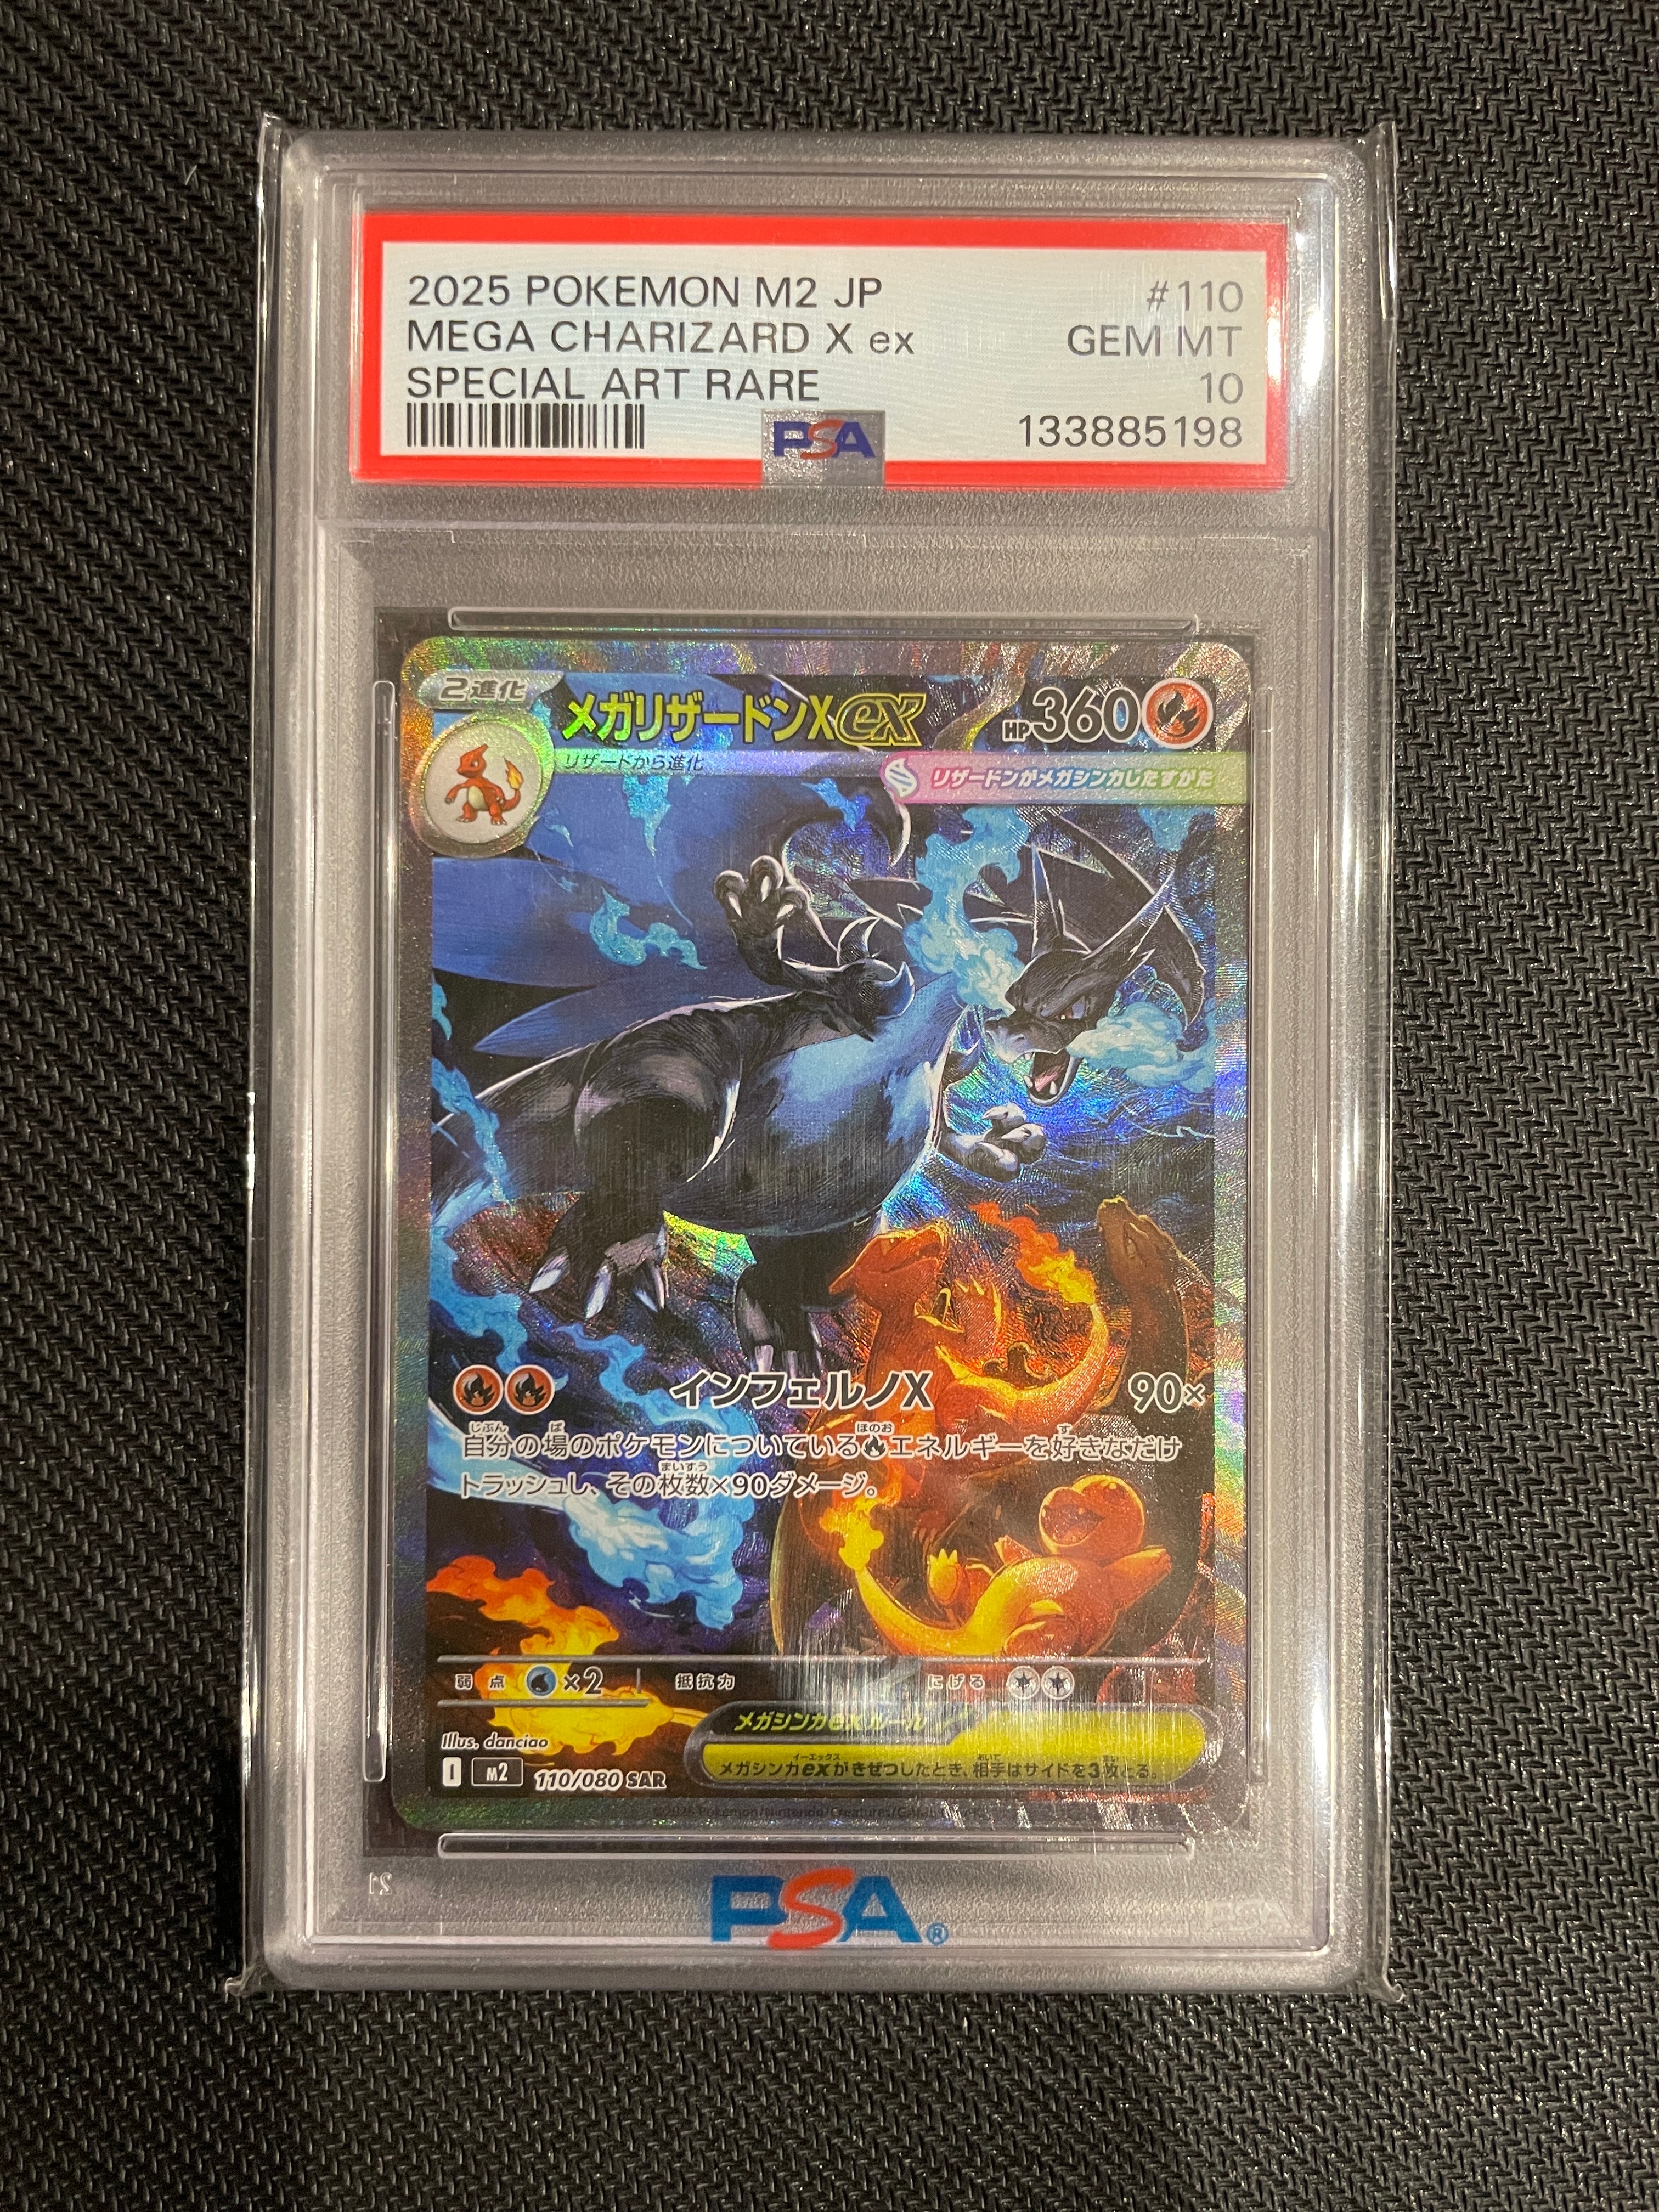 2025 POKEMON M2 JP #110
MEGA CHARIZARD X ex GEM MT
SPECIAL ART RARE 10
PSA 133885198
2進化 メガリザードンXex HP360
リザードから進化 リザードンがメガシンカしたすがた
インフェルノX 90×
自分の場のポケモンについているエネルギーを好きなだけ
トラッシュし、その枚数×90ダメージ。
弱点 ×2 抵抗力 にげる
メガシンカexルール
Illus. danciao
メガシンカexがきぜつしたとき、相手はサイドを3枚とる。
I M2 110/080 SAR
©2025 Pokémon/Nintendo/Creatures/
PSA®